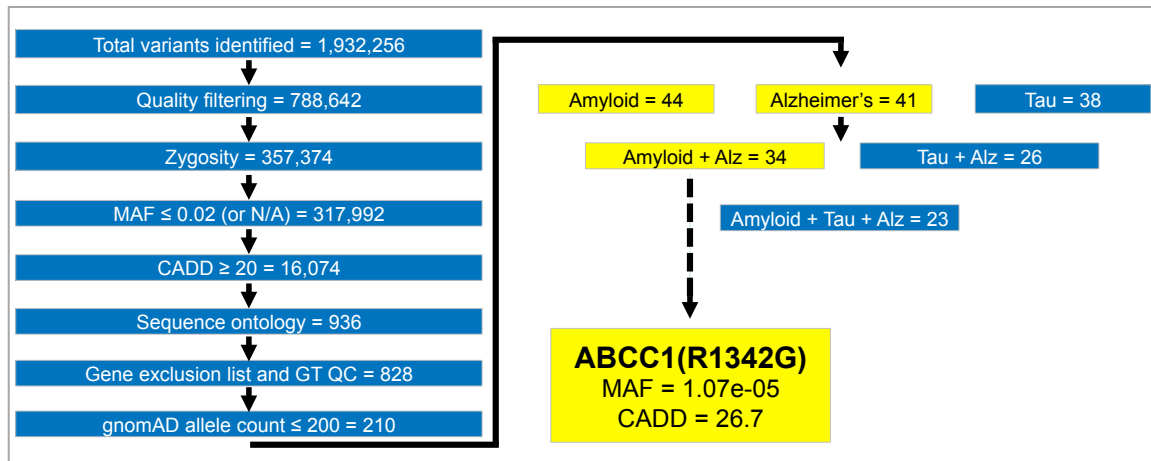 Total variants identified = 1,932,256
Quality filtering = 788,642
Zygosity = 357,374
MAF ≤ 0.02 (or N/A) = 317,992
CADD ≥ 20 = 16,074
Sequence ontology = 936
Gene exclusion list and GT QC = 828
gnomAD allele count ≤ 200 = 210
Amyloid = 44
Alzheimer's = 41
Tau = 38
Amyloid + Alz = 34
Tau + Alz = 26
Amyloid + Tau + Alz = 23
ABCC1(R1342G)
MAF = 1.07e-05
CADD = 26.7